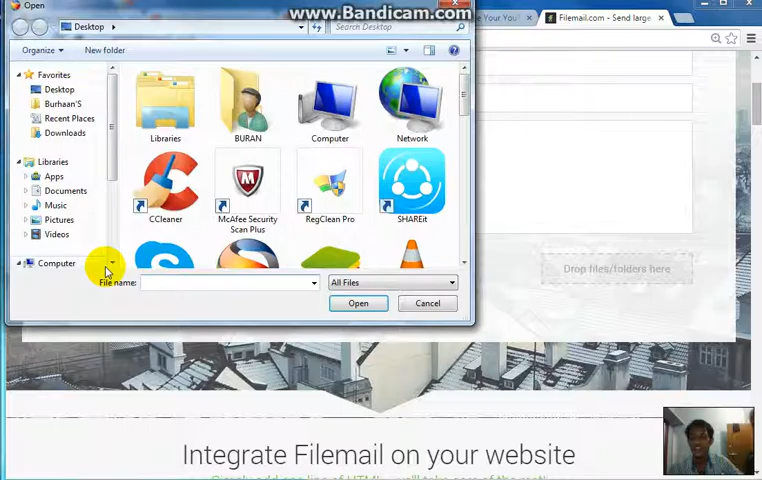 Open
www.Bandicam.com
e Your You
Filemail.com - Send large
Desktop
Search Desktop
Organize
New folder
Favorites
Desktop
Burhaan'S
Recent Places
Downloads
Libraries
Apps
Documents
Music
Pictures
Videos
Computer
Libraries
BURAN
Computer
Network
CCleaner
McAfee Security
Scan Plus
RegClean Pro
SHAREit
File name:
All Files
Open
Cancel
Drop files/folders here
Integrate Filemail on your website